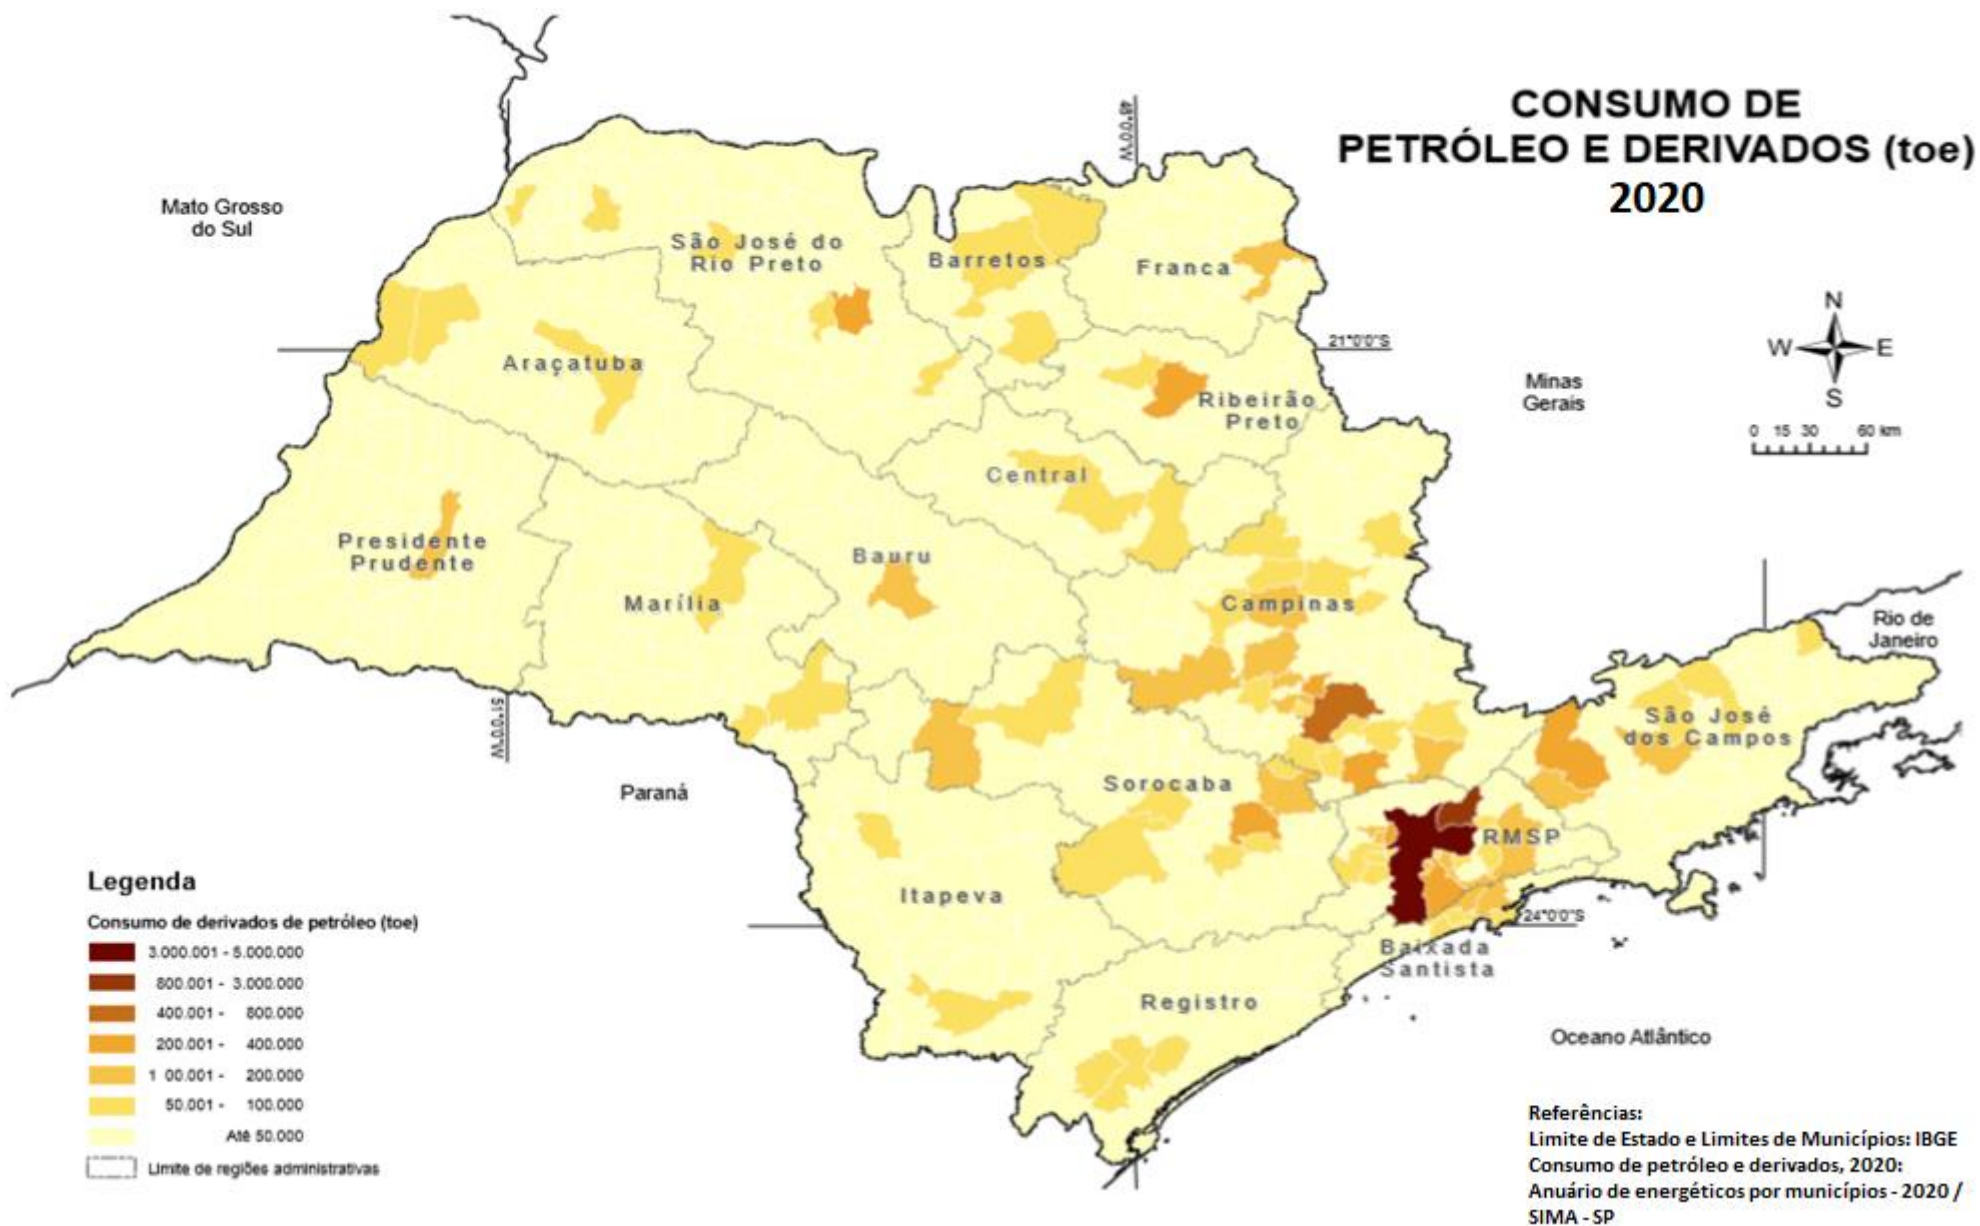 CONSUMO DE
PETRÓLEO E DERIVADOS (toe)
2020
48°0'0"W
Mato Grosso
do Sul
São José do
Rio Preto
Barretos
Franca
N
W E
S
21°0'0"S
Minas
Gerais
Araçatuba
Ribeirão
Preto
0 15 30 60 km
Central
Presidente
Prudente
Bauru
Marília
Campinas
Rio de
Janeiro
51°0'0"W
São José
dos Campos
Paraná
Sorocaba
RMSP
Itapeva
24°0'0"S
Baixada
Santista
Registro
Oceano Atlântico
Legenda
Consumo de derivados de petróleo (toe)
3.000.001 - 5.000.000
800.001 - 3.000.000
400.001 - 800.000
200.001 - 400.000
1 00.001 - 200.000
50.001 - 100.000
Até 50.000
Limite de regiões administrativas
Referências:
Limite de Estado e Limites de Municípios: IBGE
Consumo de petróleo e derivados, 2020:
Anuário de energéticos por municípios - 2020 /
SIMA - SP